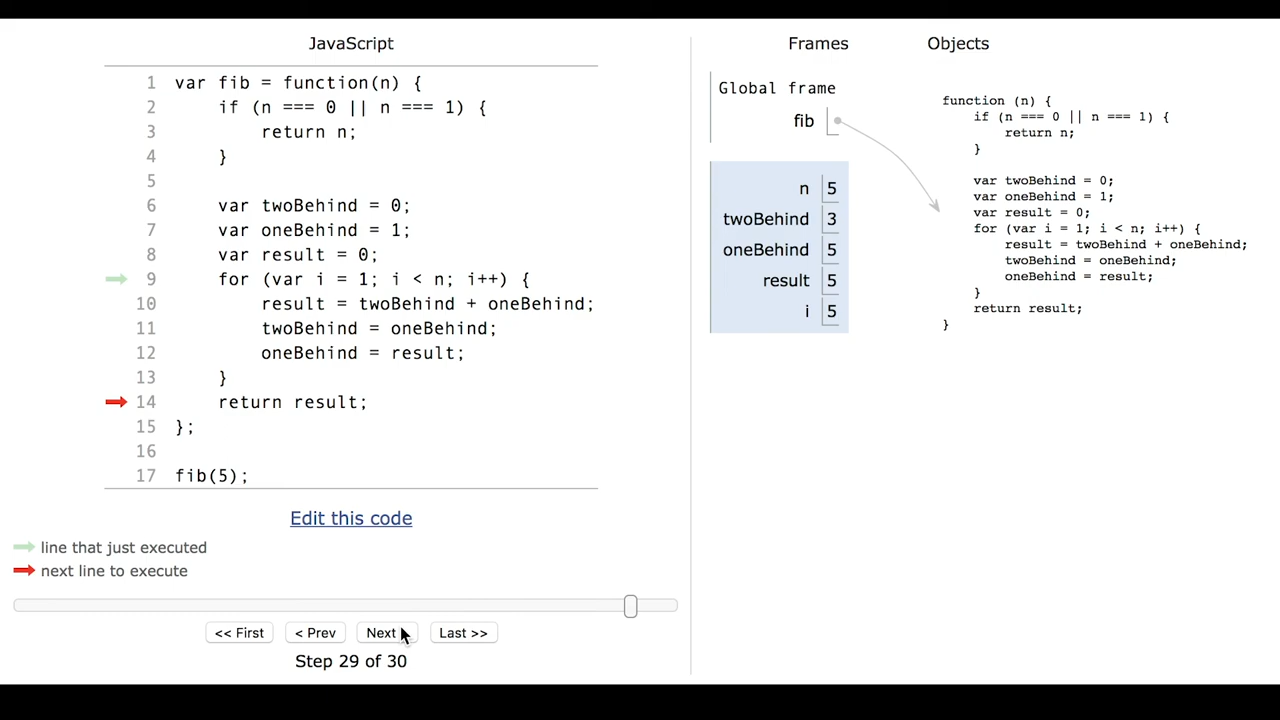 JavaScript
1 var fib = function(n) {
2     if (n === 0 || n === 1) {
3         return n;
4     }
5
6     var twoBehind = 0;
7     var oneBehind = 1;
8     var result = 0;
9     for (var i = 1; i < n; i++) {
10         result = twoBehind + oneBehind;
11         twoBehind = oneBehind;
12         oneBehind = result;
13     }
14     return result;
15 };
16
17 fib(5);
Edit this code
line that just executed
next line to execute
<< First
< Prev
Next
Last >>
Step 29 of 30
Frames
Objects
Global frame
fib
n 5
twoBehind 3
oneBehind 5
result 5
i 5
function (n) {
    if (n === 0 || n === 1) {
        return n;
    }
    var twoBehind = 0;
    var oneBehind = 1;
    var result = 0;
    for (var i = 1; i < n; i++) {
        result = twoBehind + oneBehind;
        twoBehind = oneBehind;
        oneBehind = result;
    }
    return result;
}